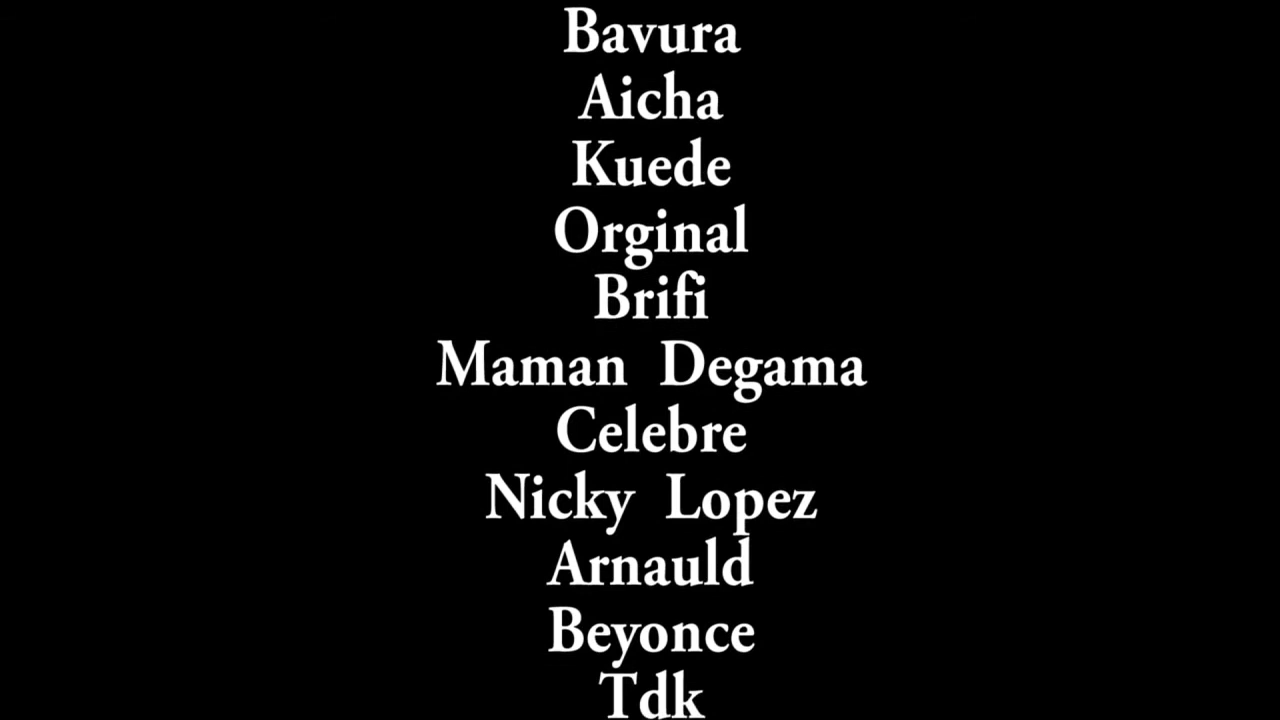 Bavura
Aicha
Kuede
Orginal
Brifi
Maman Degama
Celebre
Nicky Lopez
Arnauld
Beyonce
Tdk